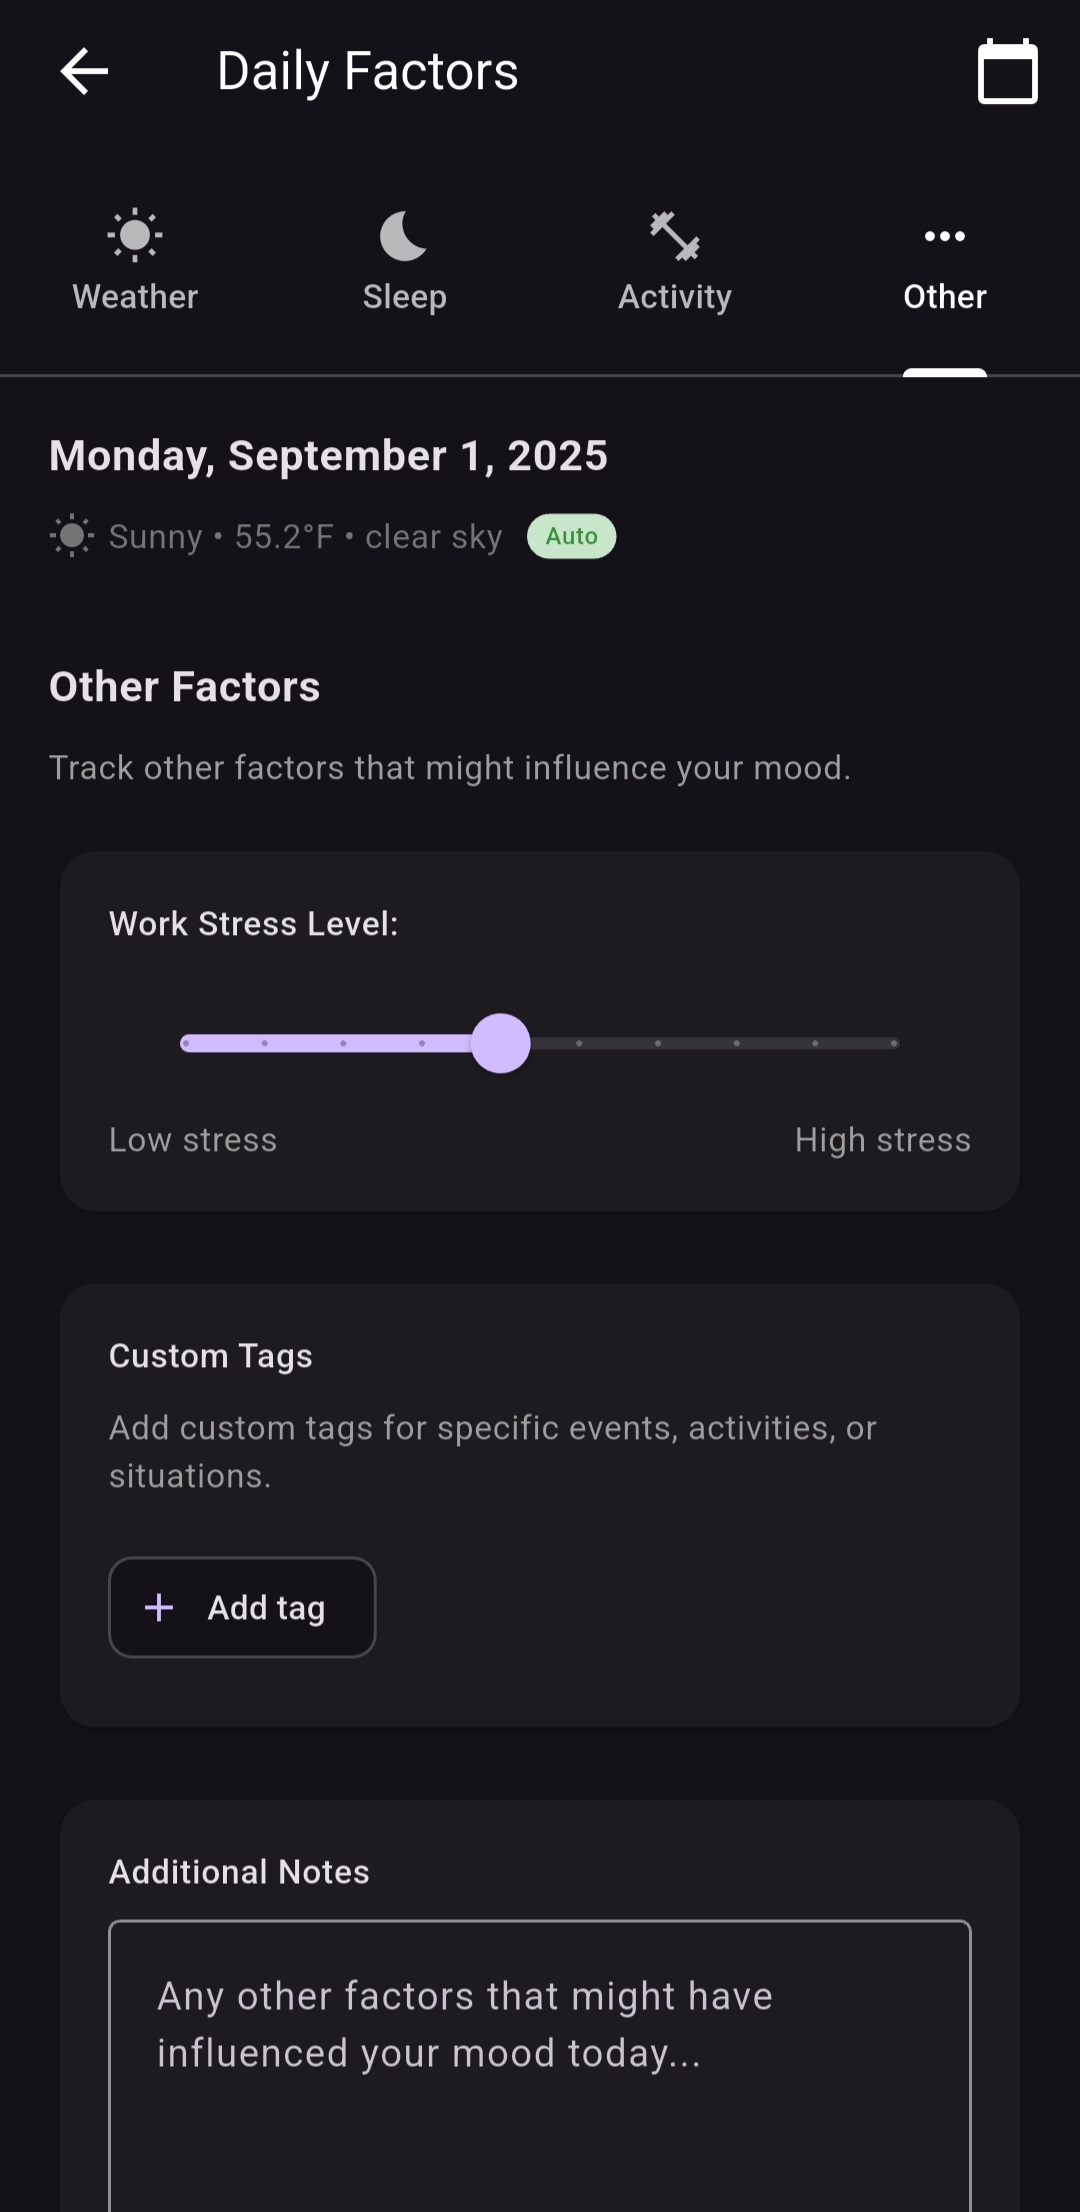 Daily Factors
Weather
Sleep
Activity
Other
Monday, September 1, 2025
Sunny • 55.2°F • clear sky
Auto
Other Factors
Track other factors that might influence your mood.
Work Stress Level:
Low stress
High stress
Custom Tags
Add custom tags for specific events, activities, or
situations.
Add tag
Additional Notes
Any other factors that might have
influenced your mood today...